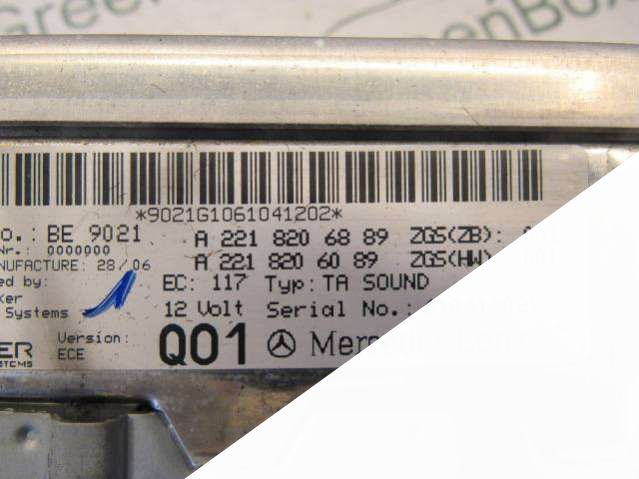 GreenBox
*9021G1061041202*
o.: BE 9021 A 221 820 68 89 ZGS(ZB):
Nr.: 0000000 A 221 820 60 89 ZGS(HW)
NUFACTURE: 28/06
ed by: EC: 117 Typ: TA SOUND
ker 12 Volt Serial No.:
Systems
Version: Q01
ECE